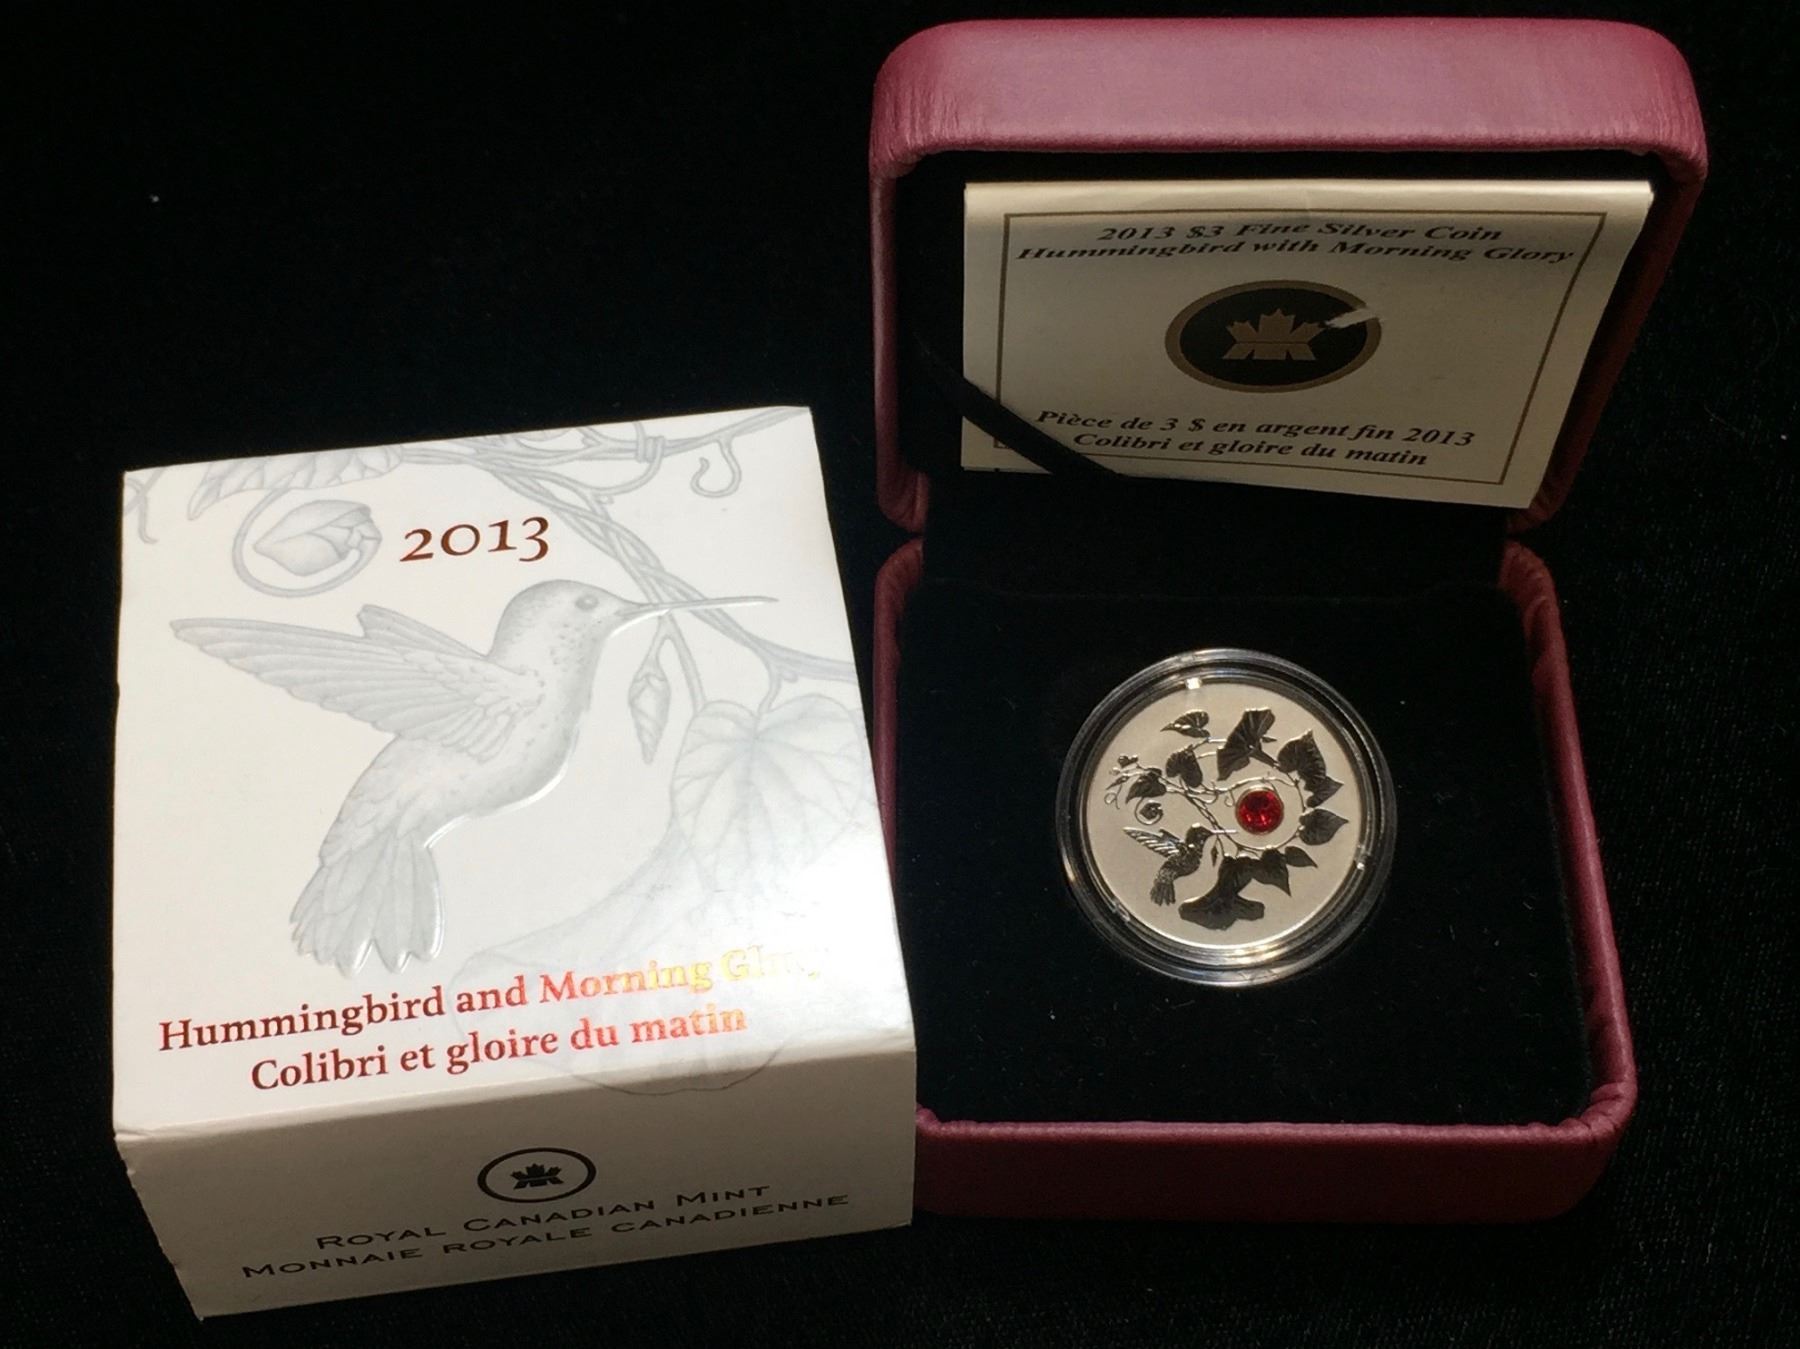 2013
Hummingbird and Morning Glory
Colibri et gloire du matin
ROYAL CANADIAN MINT
MONNAIE ROYALE CANADIENNE
2013 $3 Fine Silver Coin
Hummingbird with Morning Glory
Pièce de 3 $ en argent fin 2013
Colibri et gloire du matin